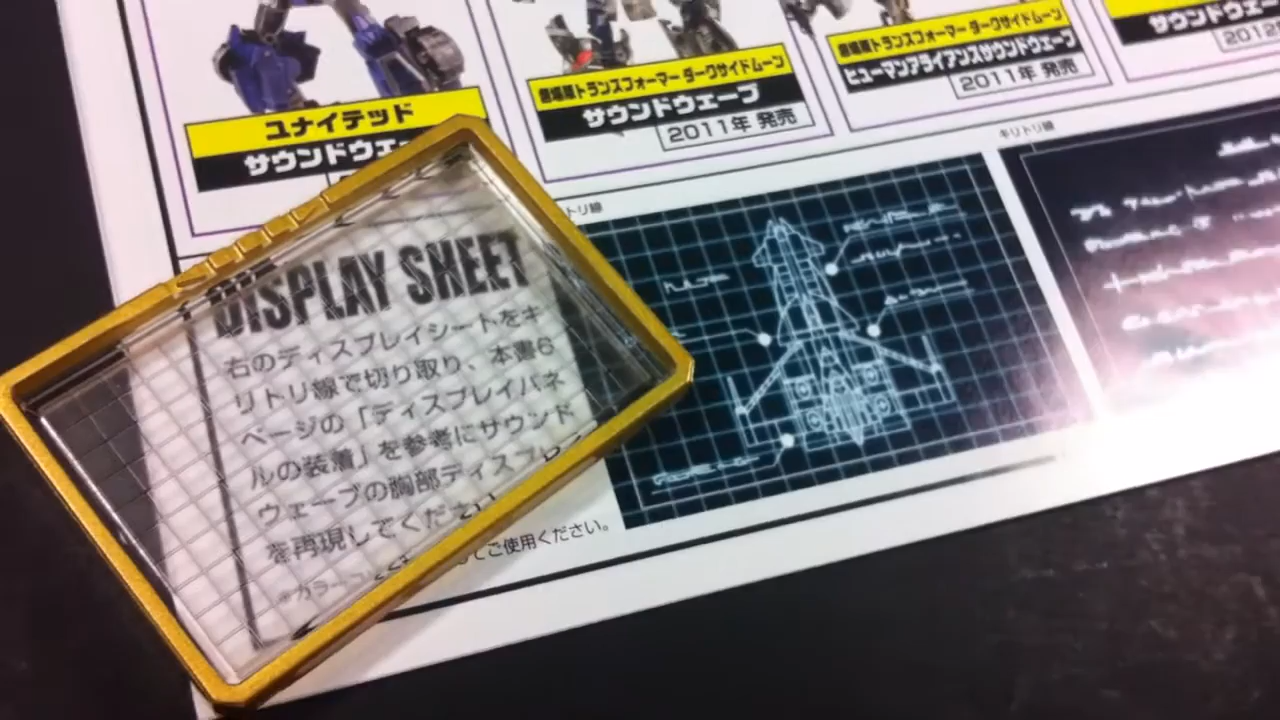 ユナイテッド
サウンドウェー
劇場版トランスフォーマー ダークサイドムーン
サウンドウェーブ
2011年 発売
劇場版トランスフォーマー ダークサイドムーン
ヒューマンアライアンスサウンドウェーブ
2011年 発売
サウンドウェー
2012
トリ線
キリトリ線
DISPLAY SHEET
右のディスプレイシートをキ
リトリ線で切り取り、本書6
ページの「ディスプレイパネ
ルの装着」を参考にサウンド
ウェーブの胸部ディスプレ
を再現してください
※カラーコピー してご使用ください。